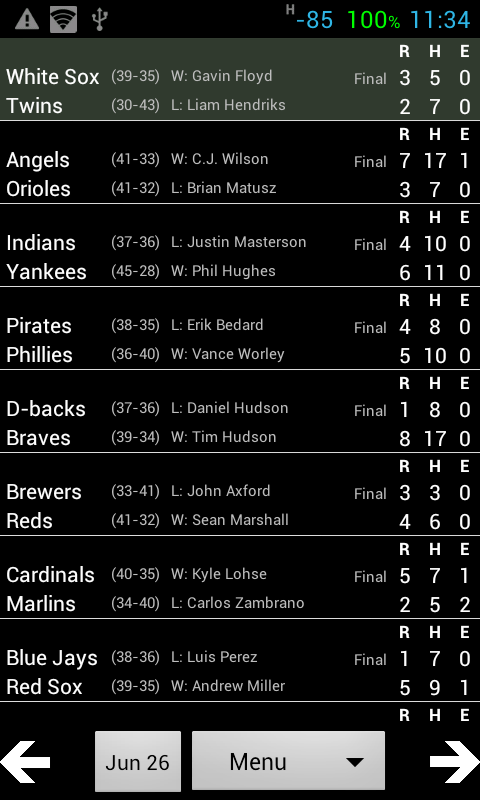 H -85 100% 11:34
R H E
White Sox (39-35) W: Gavin Floyd Final 3 5 0
Twins (30-43) L: Liam Hendriks 2 7 0
R H E
Angels (41-33) W: C.J. Wilson Final 7 17 1
Orioles (41-32) L: Brian Matusz 3 7 0
R H E
Indians (37-36) L: Justin Masterson Final 4 10 0
Yankees (45-28) W: Phil Hughes 6 11 0
R H E
Pirates (38-35) L: Erik Bedard Final 4 8 0
Phillies (36-40) W: Vance Worley 5 10 0
R H E
D-backs (37-36) L: Daniel Hudson Final 1 8 0
Braves (39-34) W: Tim Hudson 8 17 0
R H E
Brewers (33-41) L: John Axford Final 3 3 0
Reds (41-32) W: Sean Marshall 4 6 0
R H E
Cardinals (40-35) W: Kyle Lohse Final 5 7 1
Marlins (34-40) L: Carlos Zambrano 2 5 2
R H E
Blue Jays (38-36) L: Luis Perez Final 1 7 0
Red Sox (39-35) W: Andrew Miller 5 9 1
R H E
Jun 26 Menu